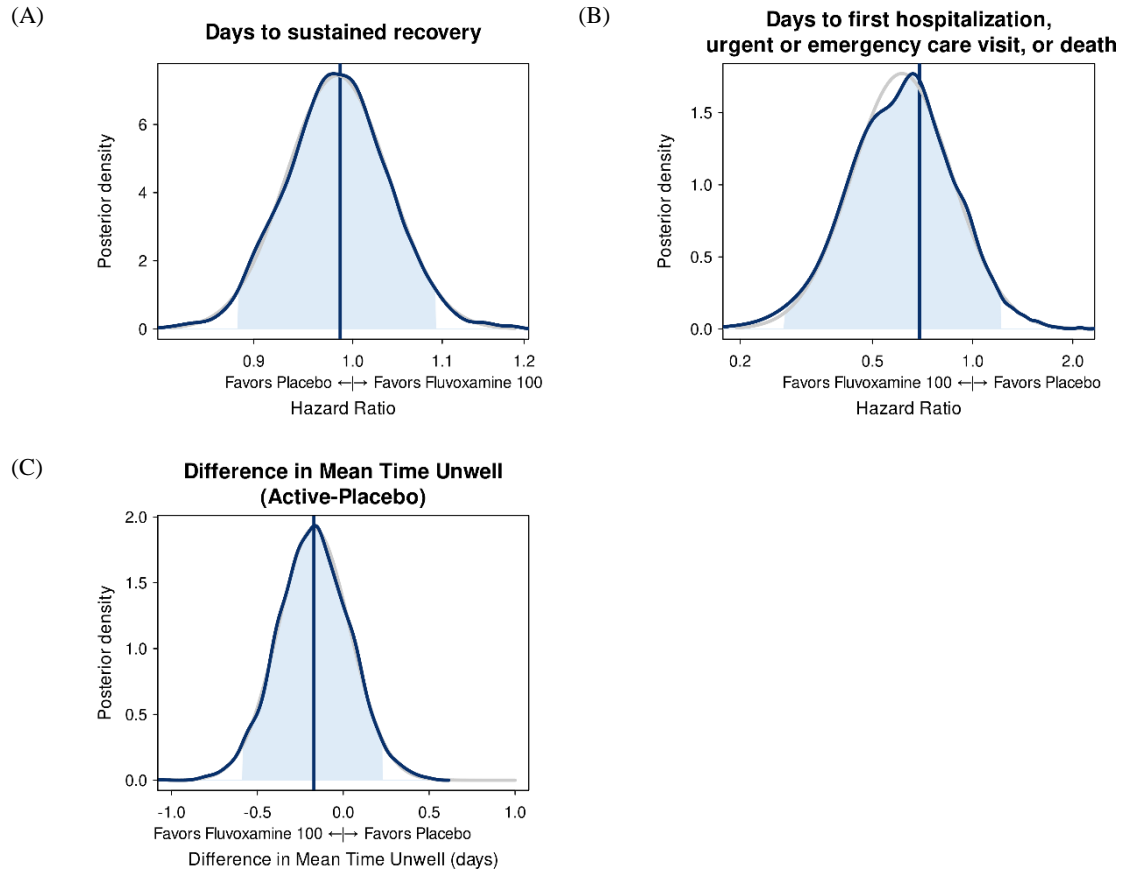 (A)
Days to sustained recovery
Posterior density
6
4
2
0
0.9 1.0 1.1 1.2
Favors Placebo ←|→ Favors Fluvoxamine 100
Hazard Ratio
(B)
Days to first hospitalization,
urgent or emergency care visit, or death
Posterior density
1.5
1.0
0.5
0.0
0.2 0.5 1.0 2.0
Favors Fluvoxamine 100 ←|→ Favors Placebo
Hazard Ratio
(C)
Difference in Mean Time Unwell
(Active-Placebo)
Posterior density
2.0
1.5
1.0
0.5
0.0
-1.0 -0.5 0.0 0.5 1.0
Favors Fluvoxamine 100 ←|→ Favors Placebo
Difference in Mean Time Unwell (days)